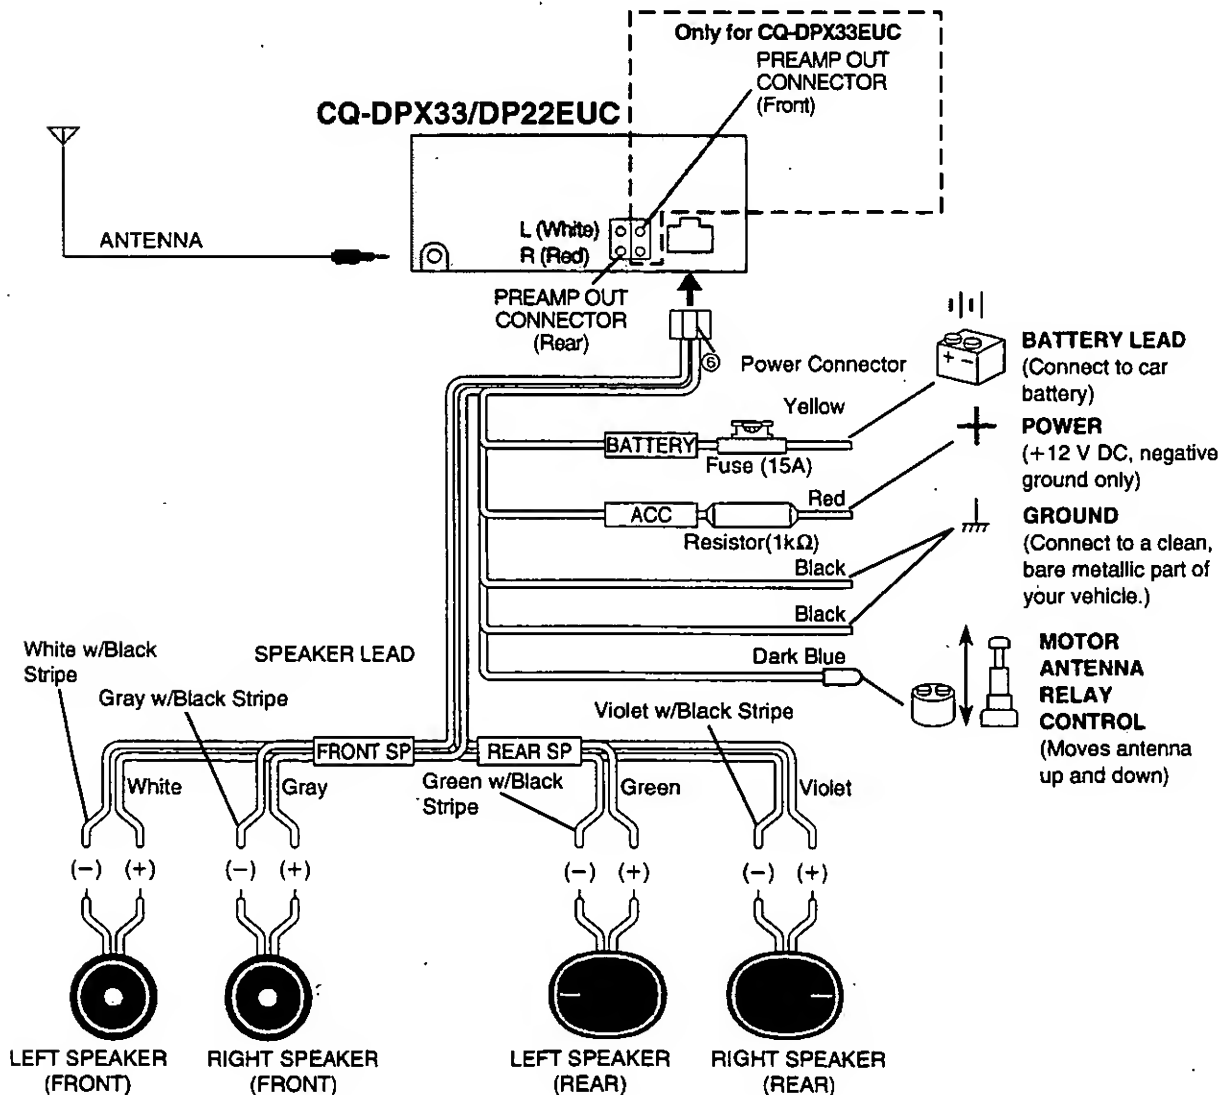 Only for CQ-DPX33EUC
PREAMP OUT
CONNECTOR
(Front)
CQ-DPX33/DP22EUC
ANTENNA
L (White)
R (Red)
PREAMP OUT
CONNECTOR
(Rear)
⑥
Power Connector
+ −
BATTERY LEAD
(Connect to car
battery)
Yellow
BATTERY
Fuse (15A)
POWER
(+12 V DC, negative
ground only)
Red
ACC
Resistor(1kΩ)
GROUND
(Connect to a clean,
bare metallic part of
your vehicle.)
Black
Black
Dark Blue
MOTOR
ANTENNA
RELAY
CONTROL
(Moves antenna
up and down)
White w/Black
Stripe
SPEAKER LEAD
Gray w/Black Stripe
Violet w/Black Stripe
FRONT SP
REAR SP
White
Gray
Green w/Black
Stripe
Green
Violet
(−) (+)
(−) (+)
(−) (+)
(−) (+)
LEFT SPEAKER
(FRONT)
RIGHT SPEAKER
(FRONT)
LEFT SPEAKER
(REAR)
RIGHT SPEAKER
(REAR)